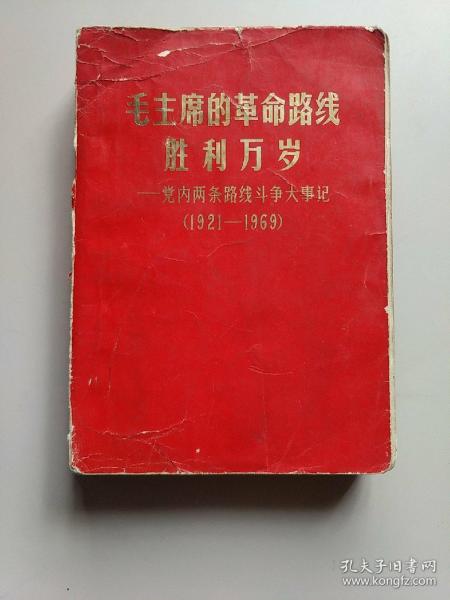 毛主席的革命路线
胜利万岁
——党内两条路线斗争大事记
(1921—1969)
孔夫子旧书网
www.kongfz.com